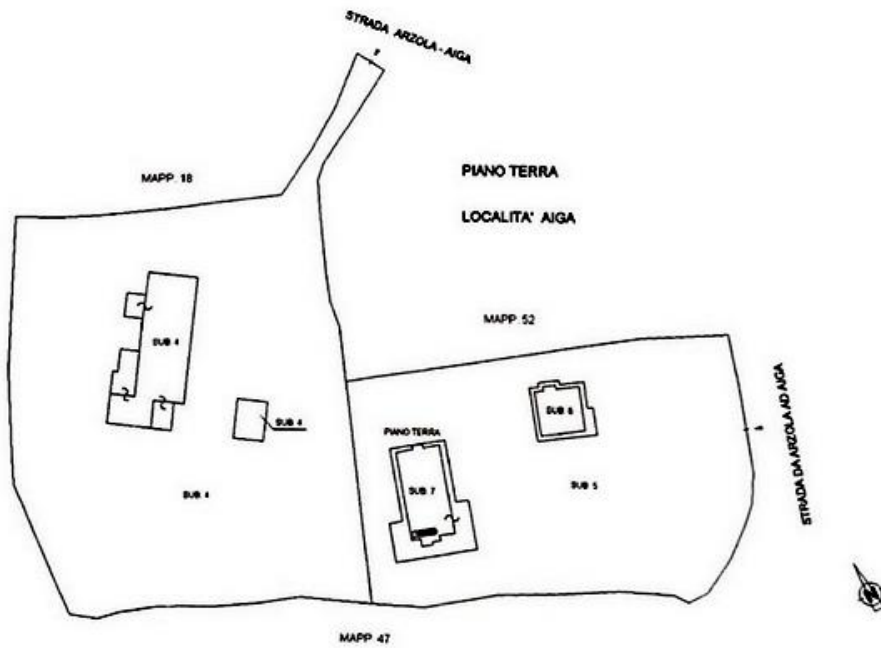 STRADA ARZOLA - AIGA
MAPP. 18
PIANO TERRA
LOCALITA' AIGA
MAPP. 52
SUB. 4
SUB. 4
SUB. 6
PIANO TERRA
SUB. 7
SUB. 5
SUB. 4
STRADA DA ARZOLA AD AIGA
N
MAPP. 47